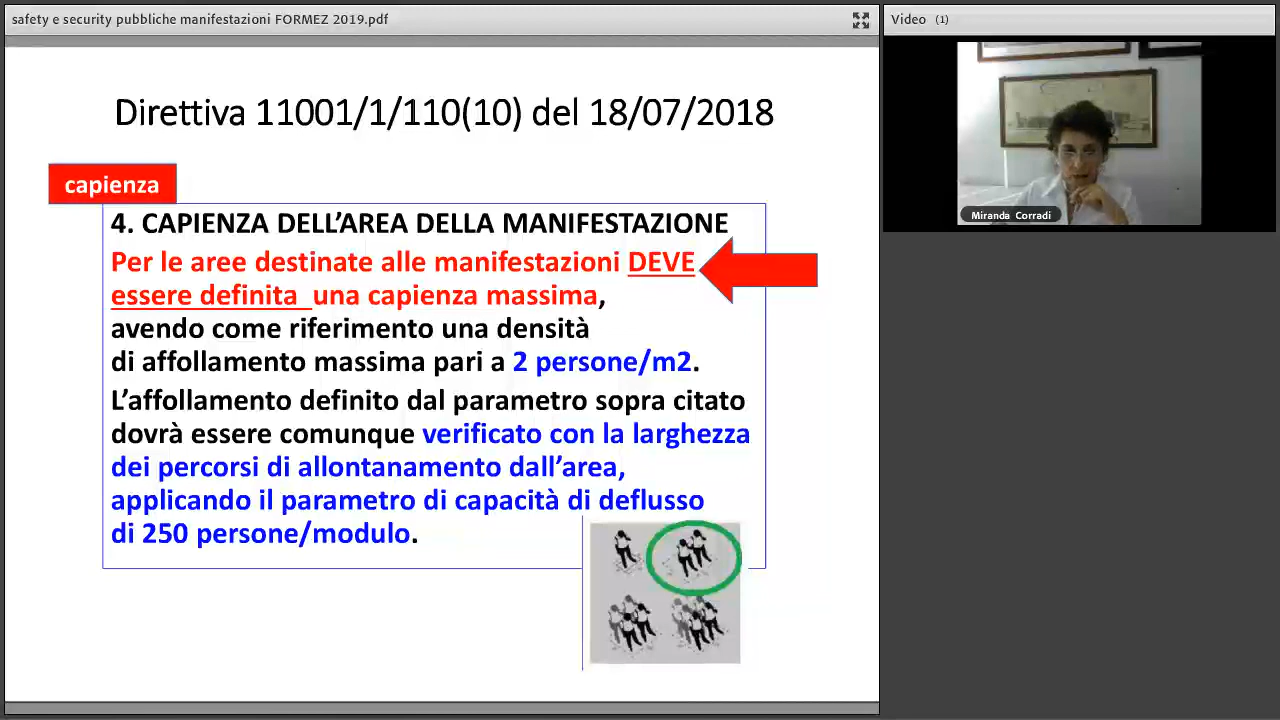 safety e security pubbliche manifestazioni FORMEZ 2019.pdf
Video (1)
Direttiva 11001/1/110(10) del 18/07/2018
capienza
4. CAPIENZA DELL’AREA DELLA MANIFESTAZIONE
Per le aree destinate alle manifestazioni DEVE
essere definita una capienza massima,
avendo come riferimento una densità
di affollamento massima pari a 2 persone/m2.
L’affollamento definito dal parametro sopra citato
dovrà essere comunque verificato con la larghezza
dei percorsi di allontanamento dall’area,
applicando il parametro di capacità di deflusso
di 250 persone/modulo.
Miranda Corradi